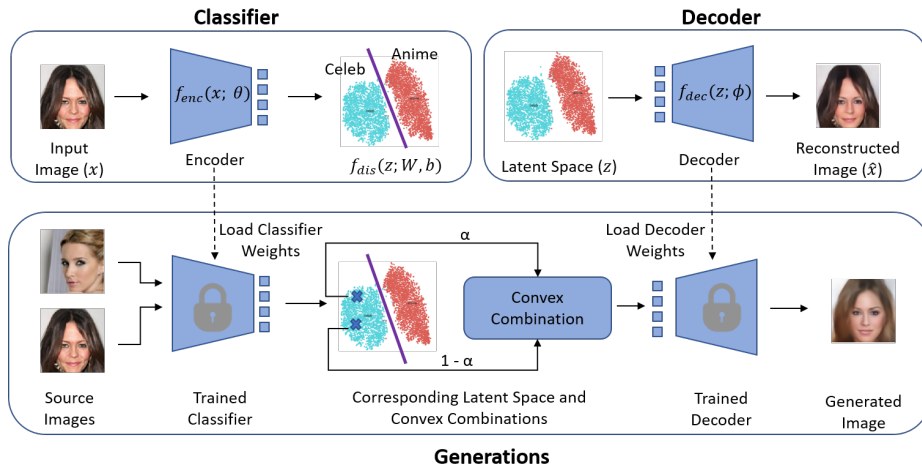 Classifier
Decoder
Celeb
Anime
f_enc(x; θ)
f_dec(z; ϕ)
Input
Image (x)
Encoder
f_dis(z; W, b)
Latent Space (z)
Decoder
Reconstructed
Image (x̂)
Load Classifier
Weights
α
Load Decoder
Weights
Convex
Combination
1 - α
Source
Images
Trained
Classifier
Corresponding Latent Space and
Convex Combinations
Trained
Decoder
Generated
Image
Generations